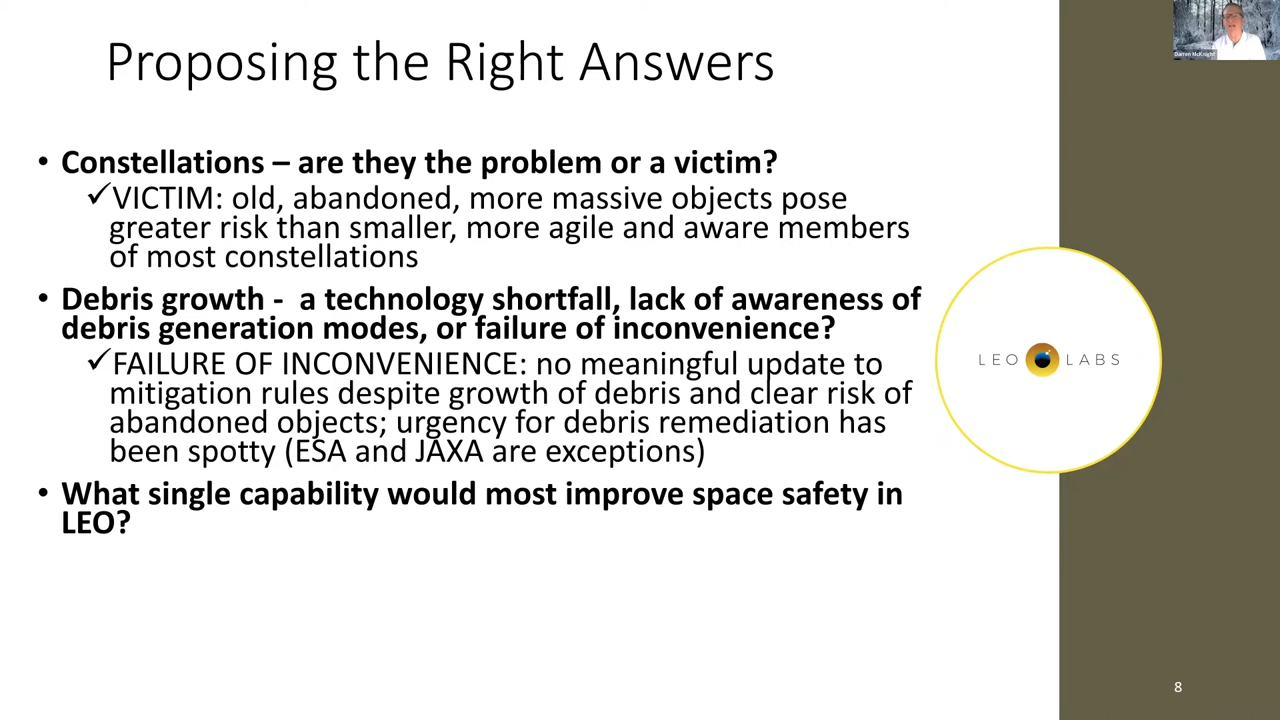 Proposing the Right Answers
Darren McKnight
• Constellations – are they the problem or a victim?
✓VICTIM: old, abandoned, more massive objects pose
greater risk than smaller, more agile and aware members
of most constellations
• Debris growth - a technology shortfall, lack of awareness of
debris generation modes, or failure of inconvenience?
✓FAILURE OF INCONVENIENCE: no meaningful update to
mitigation rules despite growth of debris and clear risk of
abandoned objects; urgency for debris remediation has
been spotty (ESA and JAXA are exceptions)
• What single capability would most improve space safety in
LEO?
LEO LABS
8